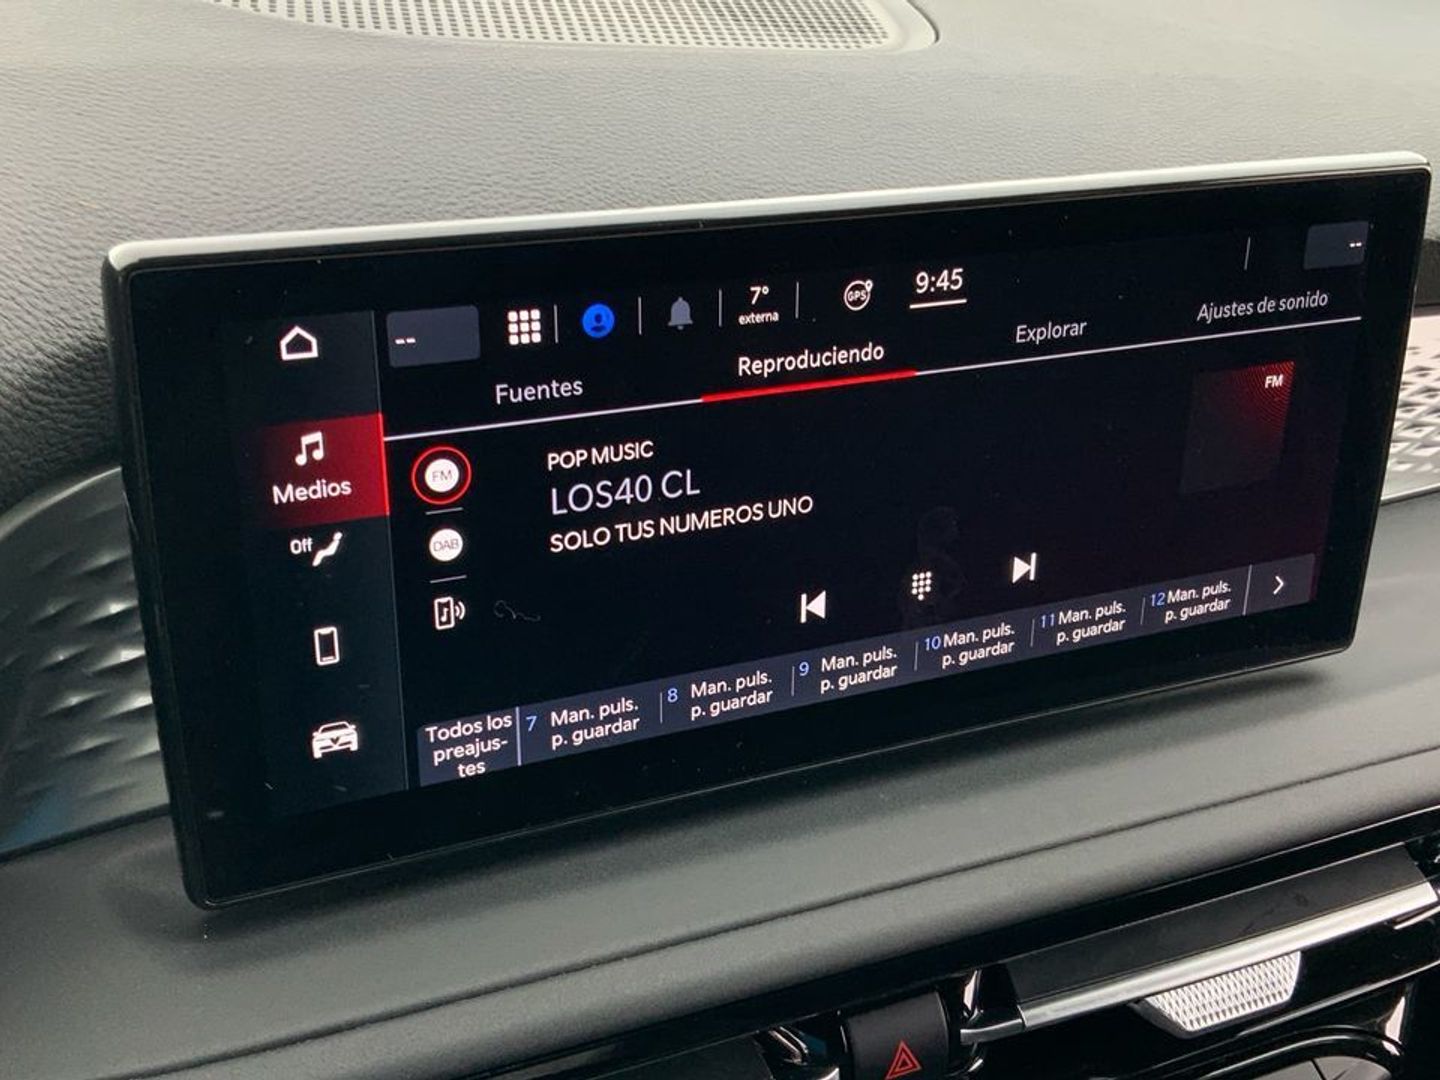 --
7°
externa
GPS
9:45
--
Fuentes
Reproduciendo
Explorar
Ajustes de sonido
Medios
Off
FM
DAB
POP MUSIC
LOS40 CL
SOLO TUS NUMEROS UNO
FM
Todos los
preajus-
tes
7 Man. puls.
p. guardar
8 Man. puls.
p. guardar
9 Man. puls.
p. guardar
10 Man. puls.
p. guardar
11 Man. puls.
p. guardar
12 Man. puls.
p. guardar